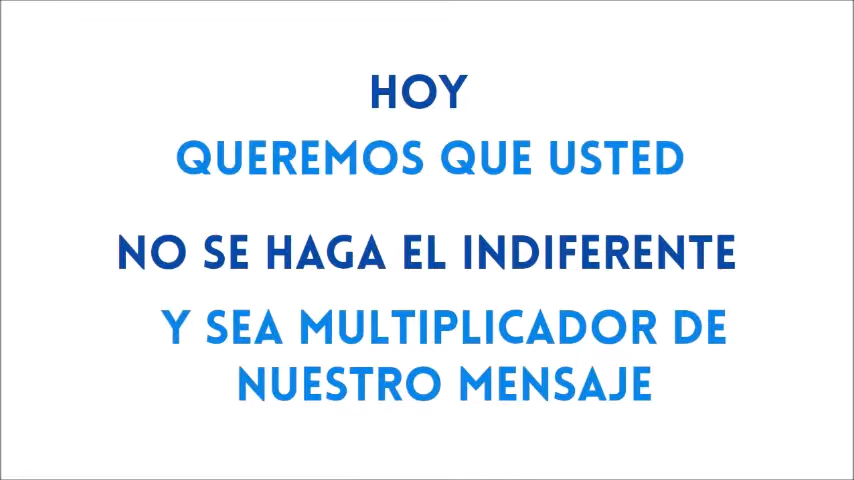 HOY
QUEREMOS QUE USTED
NO SE HAGA EL INDIFERENTE
Y SEA MULTIPLICADOR DE
NUESTRO MENSAJE